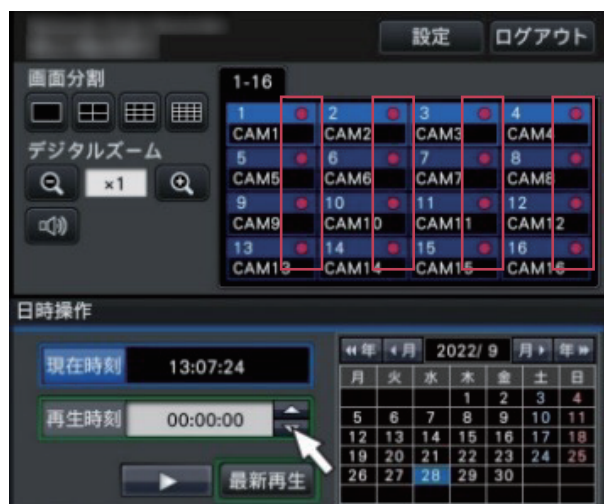 設定 ログアウト
画面分割
1-16
1 2 3 4
CAM1 CAM2 CAM3 CAM4
デジタルズーム
5 6 7 8
CAM5 CAM6 CAM7 CAM8
×1
9 10 11 12
CAM9 CAM10 CAM11 CAM12
13 14 15 16
CAM13 CAM14 CAM15 CAM16
日時操作
現在時刻 13:07:24
再生時刻 00:00:00
最新再生
年 月 2022/ 9 月 年
月 火 水 木 金 土 日
1 2 3 4
5 6 7 8 9 10 11
12 13 14 15 16 17 18
19 20 21 22 23 24 25
26 27 28 29 30